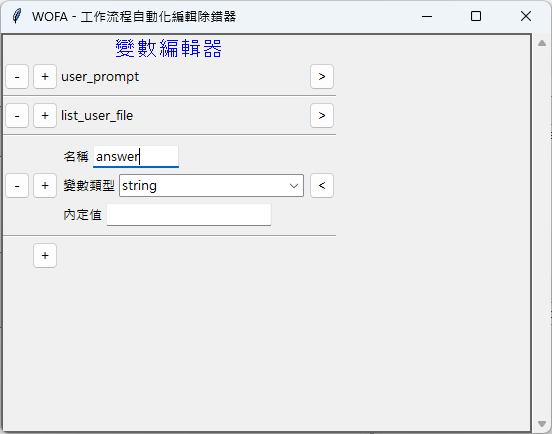 WOFA - 工作流程自動化編輯除錯器
變數編輯器
- + user_prompt >
- + list_user_file >
名稱 answer
- + 變數類型 string <
內定值
+